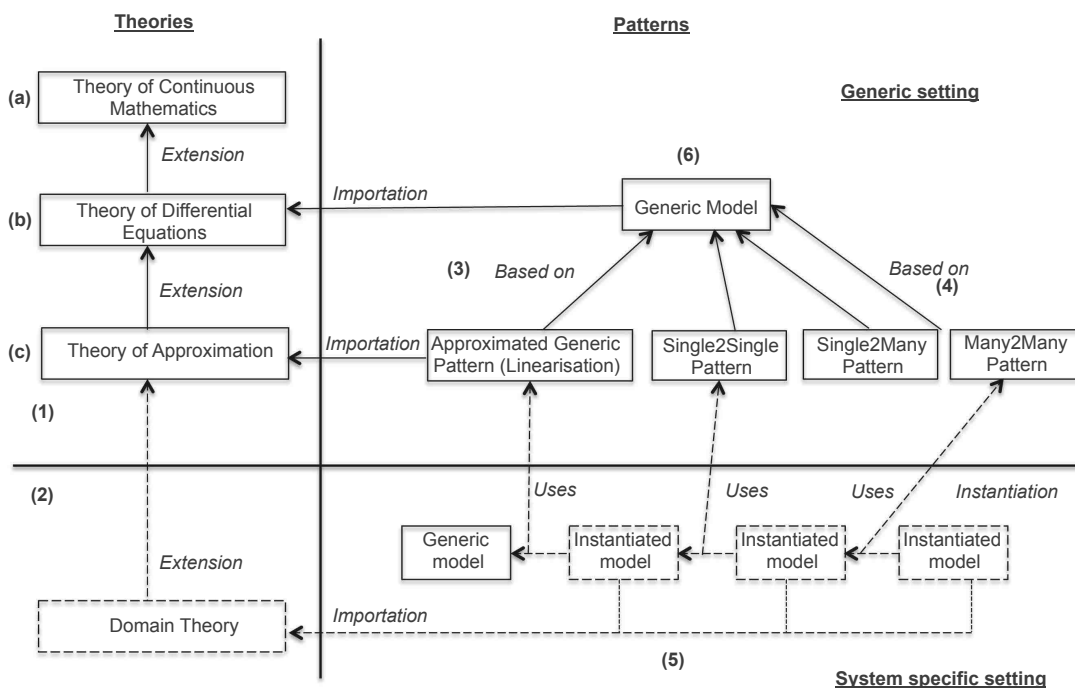 Theories
Patterns
Generic setting
(a)
Theory of Continuous
Mathematics
Extension
(6)
Importation
(b)
Theory of Differential
Equations
Generic Model
(3)
Based on
Based on
(4)
Extension
(c)
Theory of Approximation
Importation
Approximated Generic
Pattern (Linearisation)
Single2Single
Pattern
Single2Many
Pattern
Many2Many
Pattern
(1)
(2)
Uses
Uses
Uses
Instantiation
Generic
model
Instantiated
model
Instantiated
model
Instantiated
model
Extension
Domain Theory
Importation
(5)
System specific setting